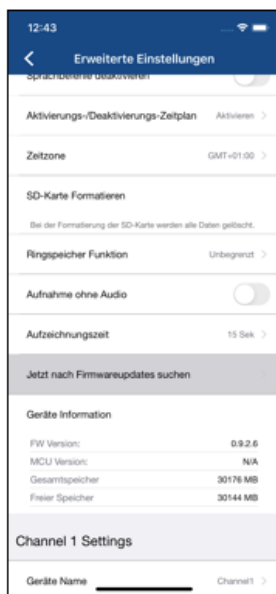 12:43
Erweiterte Einstellungen
Sprachbefehle deaktivieren
Aktivierungs-/Deaktivierungs-Zeitplan Aktivieren
Zeitzone GMT+01:00
SD-Karte Formatieren
Bei der Formatierung der SD-Karte werden alle Daten gelöscht.
Ringspeicher Funktion Unbegrenzt
Aufnahme ohne Audio
Aufzeichnungszeit 15 Sek
Jetzt nach Firmwareupdates suchen
Geräte Information
FW Version: 0.9.2.6
MCU Version: N/A
Gesamtspeicher 30176 MB
Freier Speicher 30144 MB
Channel 1 Settings
Geräte Name Channel1